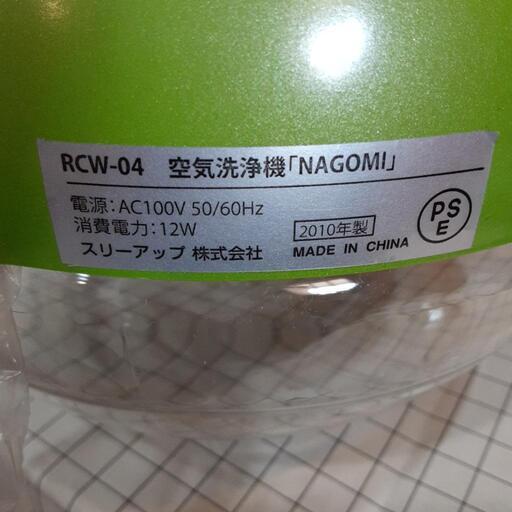 RCW-04 空気洗浄機「NAGOMI」
電源:AC100V 50/60Hz
消費電力:12W 2010年製
スリーアップ 株式会社 MADE IN CHINA
PS
E